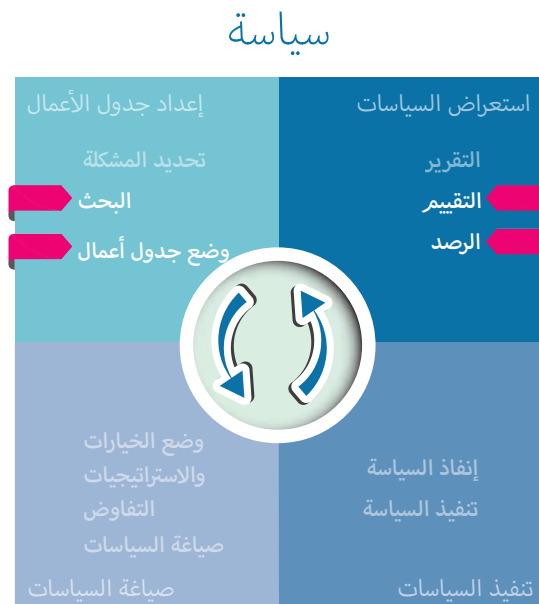 سياسة
استعراض السياسات
التقرير
التقييم
الرصد
إعداد جدول الأعمال
تحديد المشكلة
البحث
وضع جدول أعمال
وضع الخيارات
والاستراتيجيات
التفاوض
صياغة السياسات
صياغة السياسات
إنفاذ السياسة
تنفيذ السياسة
تنفيذ السياسات